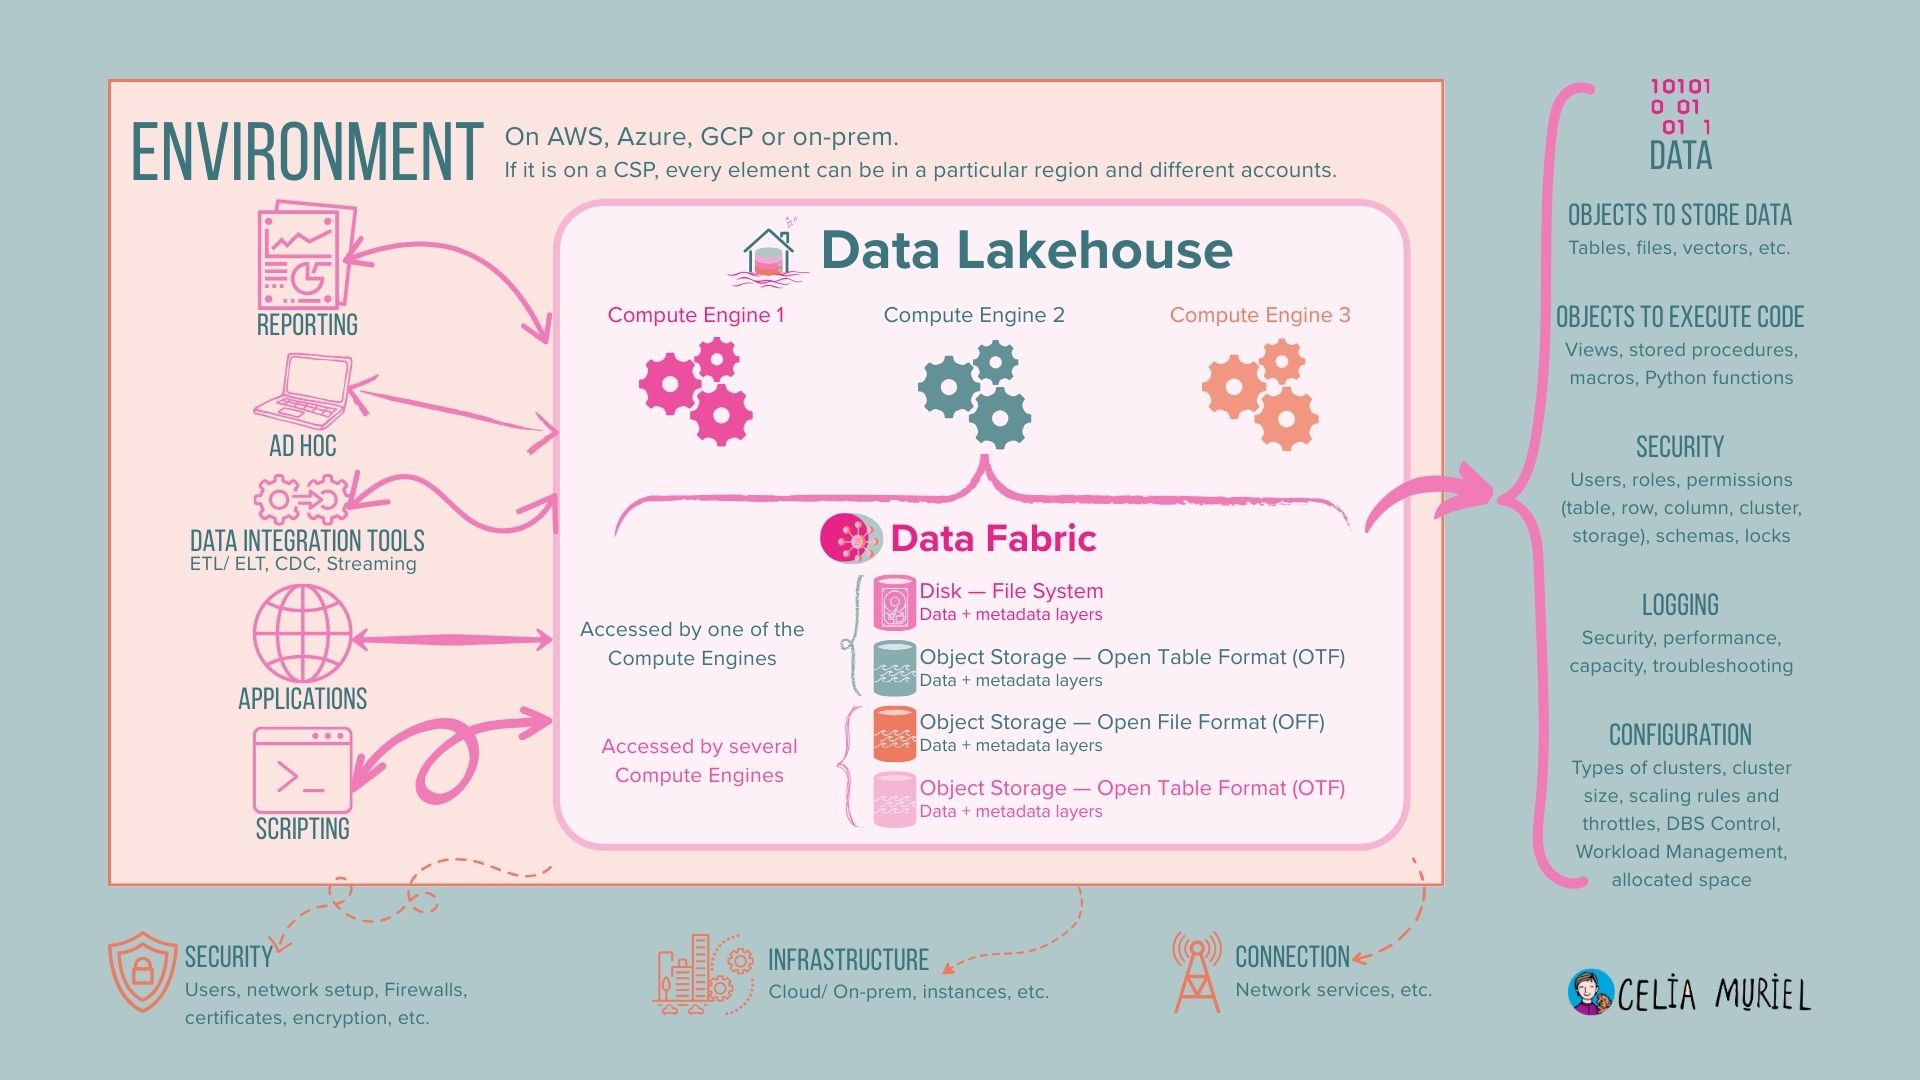 ENVIRONMENT
On AWS, Azure, GCP or on-prem.
If it is on a CSP, every element can be in a particular region and different accounts.
REPORTING
AD HOC
DATA INTEGRATION TOOLS
ETL/ ELT, CDC, Streaming
APPLICATIONS
SCRIPTING
Data Lakehouse
Compute Engine 1
Compute Engine 2
Compute Engine 3
Data Fabric
Accessed by one of the
Compute Engines
Disk — File System
Data + metadata layers
Object Storage — Open Table Format (OTF)
Data + metadata layers
Accessed by several
Compute Engines
Object Storage — Open File Format (OFF)
Data + metadata layers
Object Storage — Open Table Format (OTF)
Data + metadata layers
10101
0 01
01 1
DATA
OBJECTS TO STORE DATA
Tables, files, vectors, etc.
OBJECTS TO EXECUTE CODE
Views, stored procedures,
macros, Python functions
SECURITY
Users, roles, permissions
(table, row, column, cluster,
storage), schemas, locks
LOGGING
Security, performance,
capacity, troubleshooting
CONFIGURATION
Types of clusters, cluster
size, scaling rules and
throttles, DBS Control,
Workload Management,
allocated space
SECURITY
Users, network setup, Firewalls,
certificates, encryption, etc.
INFRASTRUCTURE
Cloud/ On-prem, instances, etc.
CONNECTION
Network services, etc.
CELIA MURIEL